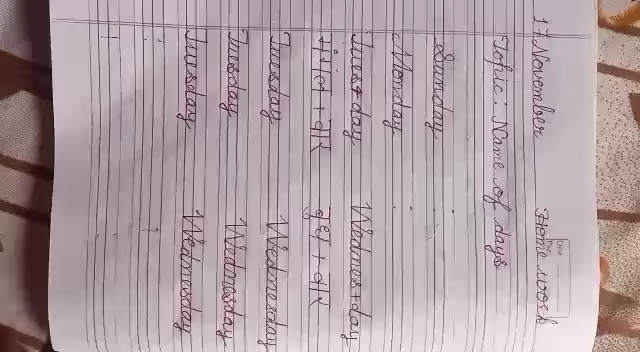 17 November Home work
Topic: Name of days
Sunday
Monday
Tues+day Wednes+day
मंगल + वार बुध + वार
Tuesday Wednesday
Tuesday Wednesday
Tuesday Wednesday